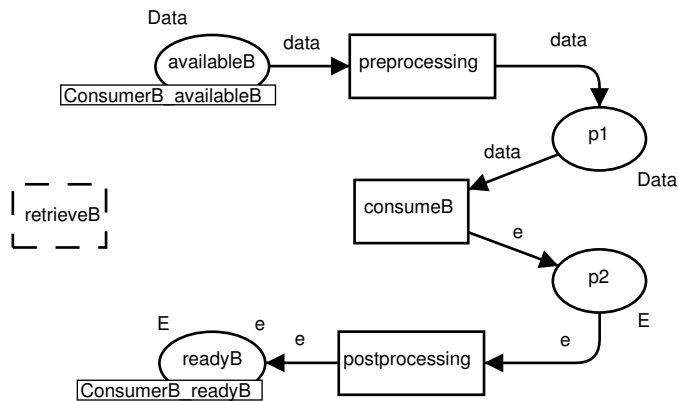 Data
data
data
availableB
preprocessing
ConsumerB_availableB
p1
data
Data
retrieveB
consumeB
e
p2
E
e
e
E
e
readyB
postprocessing
ConsumerB_readyB